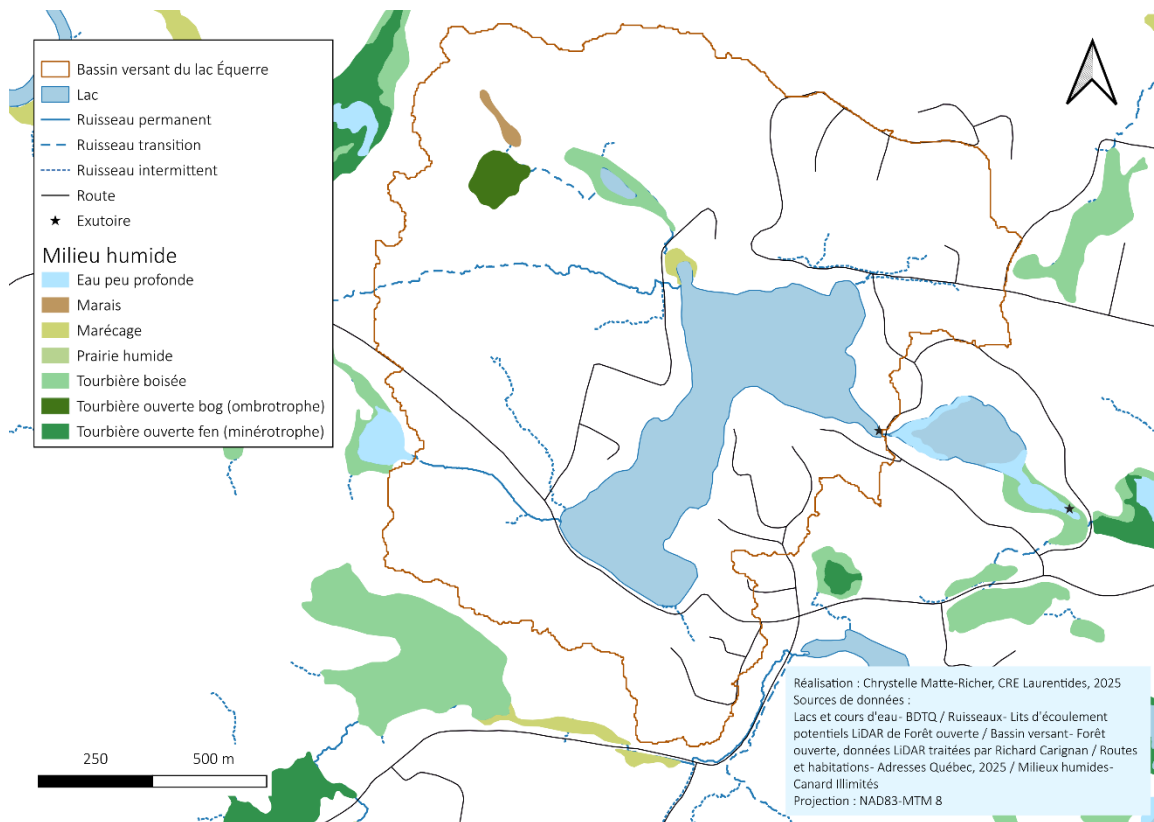 Bassin versant du lac Équerre
Lac
Ruisseau permanent
Ruisseau transition
Ruisseau intermittent
Route
Exutoire
Milieu humide
Eau peu profonde
Marais
Marécage
Prairie humide
Tourbière boisée
Tourbière ouverte bog (ombrotrophe)
Tourbière ouverte fen (minérotrophe)
250 500 m
Réalisation : Chrystelle Matte-Richer, CRE Laurentides, 2025
Sources de données :
Lacs et cours d'eau- BDTQ / Ruisseaux- Lits d'écoulement
potentiels LiDAR de Forêt ouverte / Bassin versant- Forêt
ouverte, données LiDAR traitées par Richard Carignan / Routes
et habitations- Adresses Québec, 2025 / Milieux humides-
Canard Illimités
Projection : NAD83-MTM 8